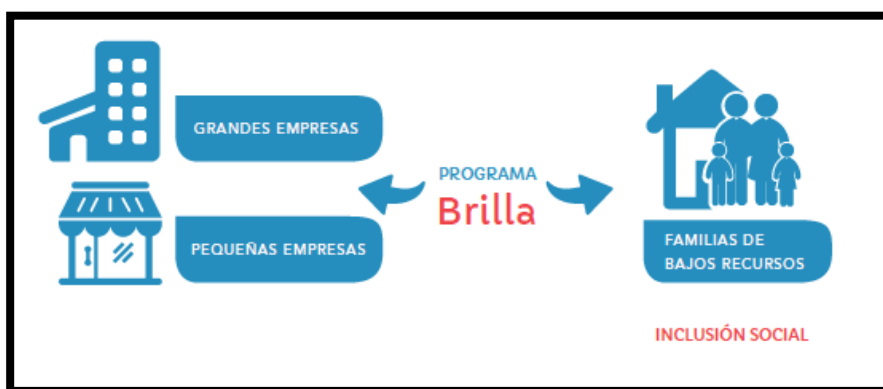 GRANDES EMPRESAS
PROGRAMA
Brilla
PEQUEÑAS EMPRESAS
FAMILIAS DE
BAJOS RECURSOS
INCLUSIÓN SOCIAL